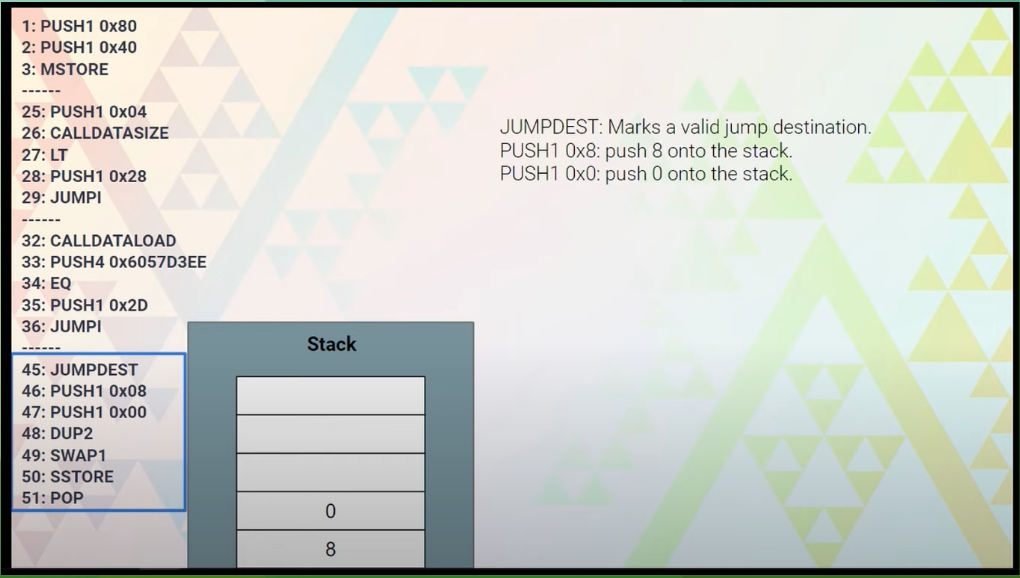 1: PUSH1 0x80
2: PUSH1 0x40
3: MSTORE
------
25: PUSH1 0x04
26: CALLDATASIZE
27: LT
28: PUSH1 0x28
29: JUMPI
------
32: CALLDATALOAD
33: PUSH4 0x6057D3EE
34: EQ
35: PUSH1 0x2D
36: JUMPI
------
45: JUMPDEST
46: PUSH1 0x08
47: PUSH1 0x00
48: DUP2
49: SWAP1
50: SSTORE
51: POP
JUMPDEST: Marks a valid jump destination.
PUSH1 0x8: push 8 onto the stack.
PUSH1 0x0: push 0 onto the stack.
Stack
0
8